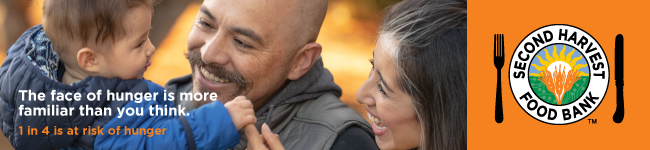 The face of hunger is more
familiar than you think.
1 in 4 is at risk of hunger
SECOND HARVEST
FOOD BANK
TM